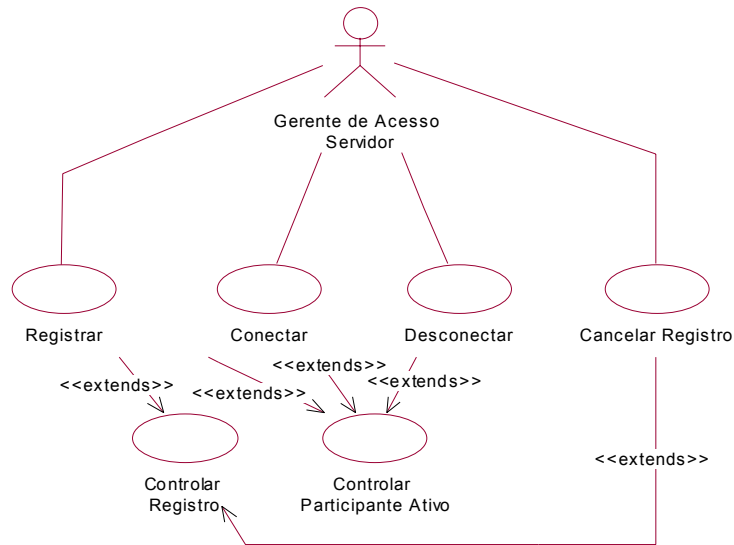 Gerente de Acesso
Servidor
Registrar
Conectar
Desconectar
Cancelar Registro
<<extends>>
<<extends>>
<<extends>>
<<extends>>
<<extends>>
Controlar
Registro
Controlar
Participante Ativo